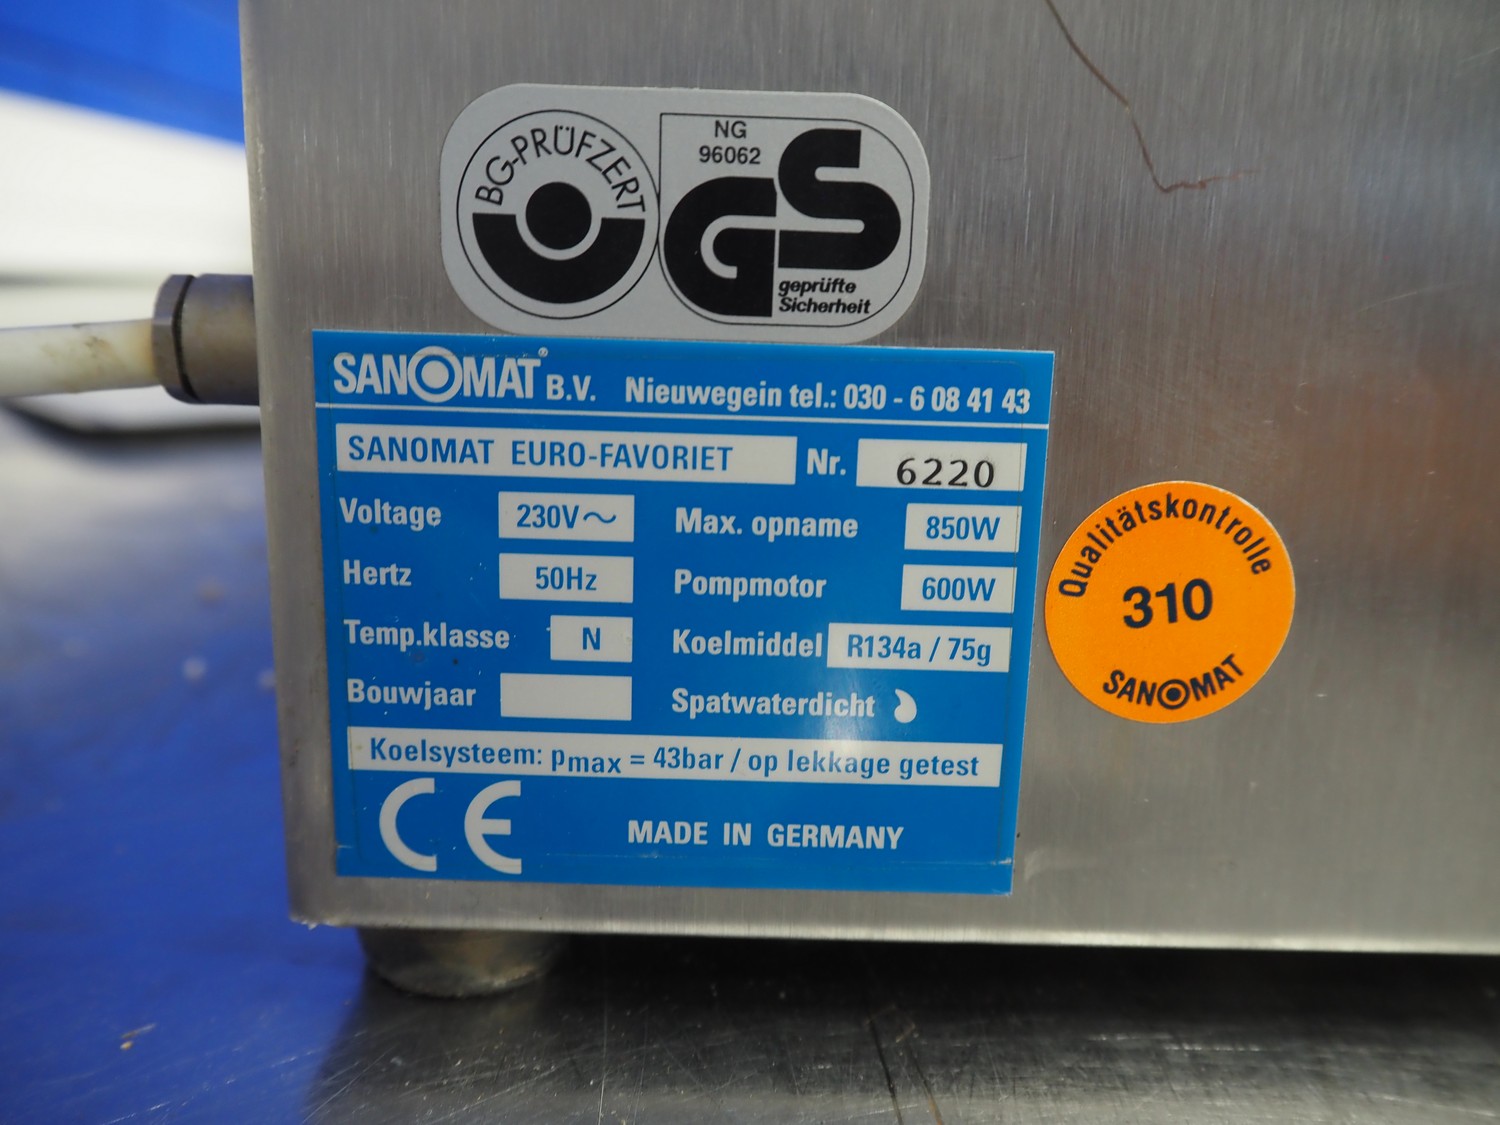 BG-PRÜFZERT
NG
96062
GS
geprüfte
Sicherheit
SANOMAT® B.V. Nieuwegein tel.: 030 - 6 08 41 43
SANOMAT EURO-FAVORIET Nr. 6220
Voltage 230V~ Max. opname 850W
Hertz 50Hz Pompmotor 600W
Temp.klasse N Koelmiddel R134a / 75g
Bouwjaar Spatwaterdicht
Koelsysteem: pmax = 43bar / op lekkage getest
CE MADE IN GERMANY
Qualitätskontrolle
310
SANOMAT